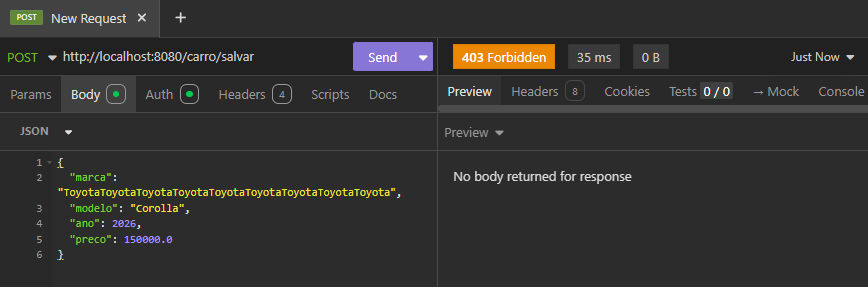 POST New Request × +
POST http://localhost:8080/carro/salvar Send
403 Forbidden 35 ms 0 B Just Now
Params Body Auth Headers 4 Scripts Docs
Preview Headers 8 Cookies Tests 0 / 0 → Mock Console
JSON
Preview
1 {
2 "marca":
"ToyotaToyotaToyotaToyotaToyotaToyotaToyotaToyotaToyota",
3 "modelo": "Corolla",
4 "ano": 2026,
5 "preco": 150000.0
6 }
No body returned for response